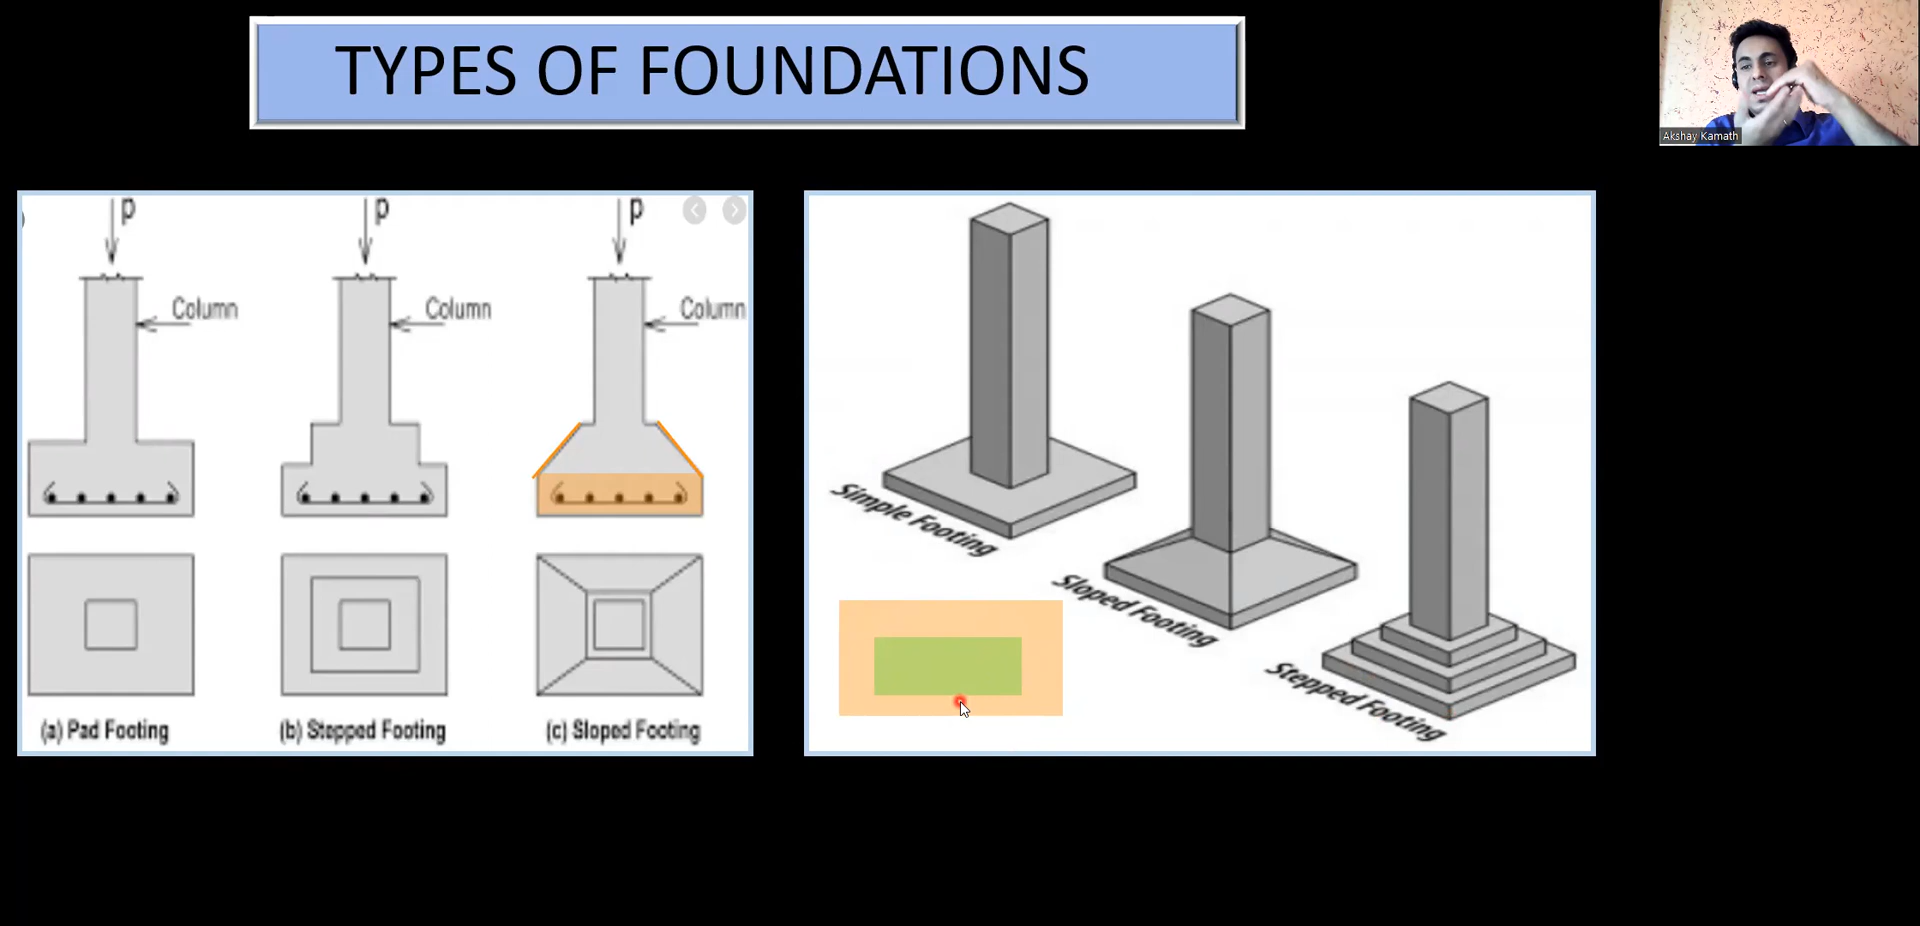 TYPES OF FOUNDATIONS
Akshay Kamath
P
P
P
Column
Column
Column
(a) Pad Footing
(b) Stepped Footing
(c) Sloped Footing
Simple Footing
Sloped Footing
Stepped Footing